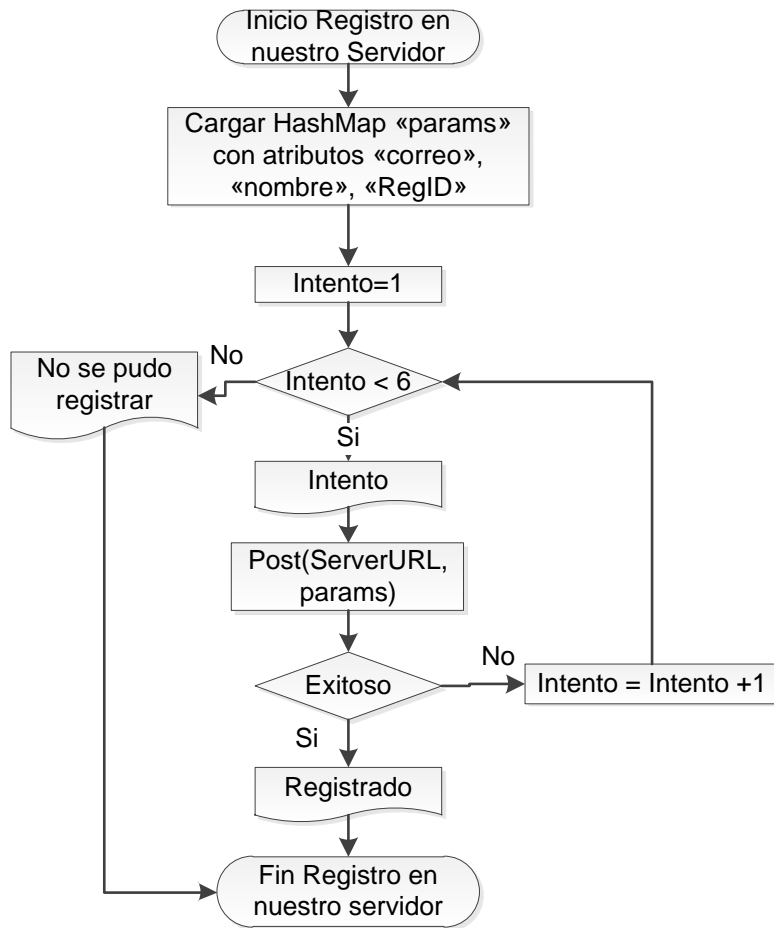 Inicio Registro en
nuestro Servidor
Cargar HashMap «params»
con atributos «correo»,
«nombre», «RegID»
Intento=1
No se pudo
registrar
No
Intento < 6
Si
Intento
Post(ServerURL,
params)
Exitoso
No
Intento = Intento +1
Si
Registrado
Fin Registro en
nuestro servidor